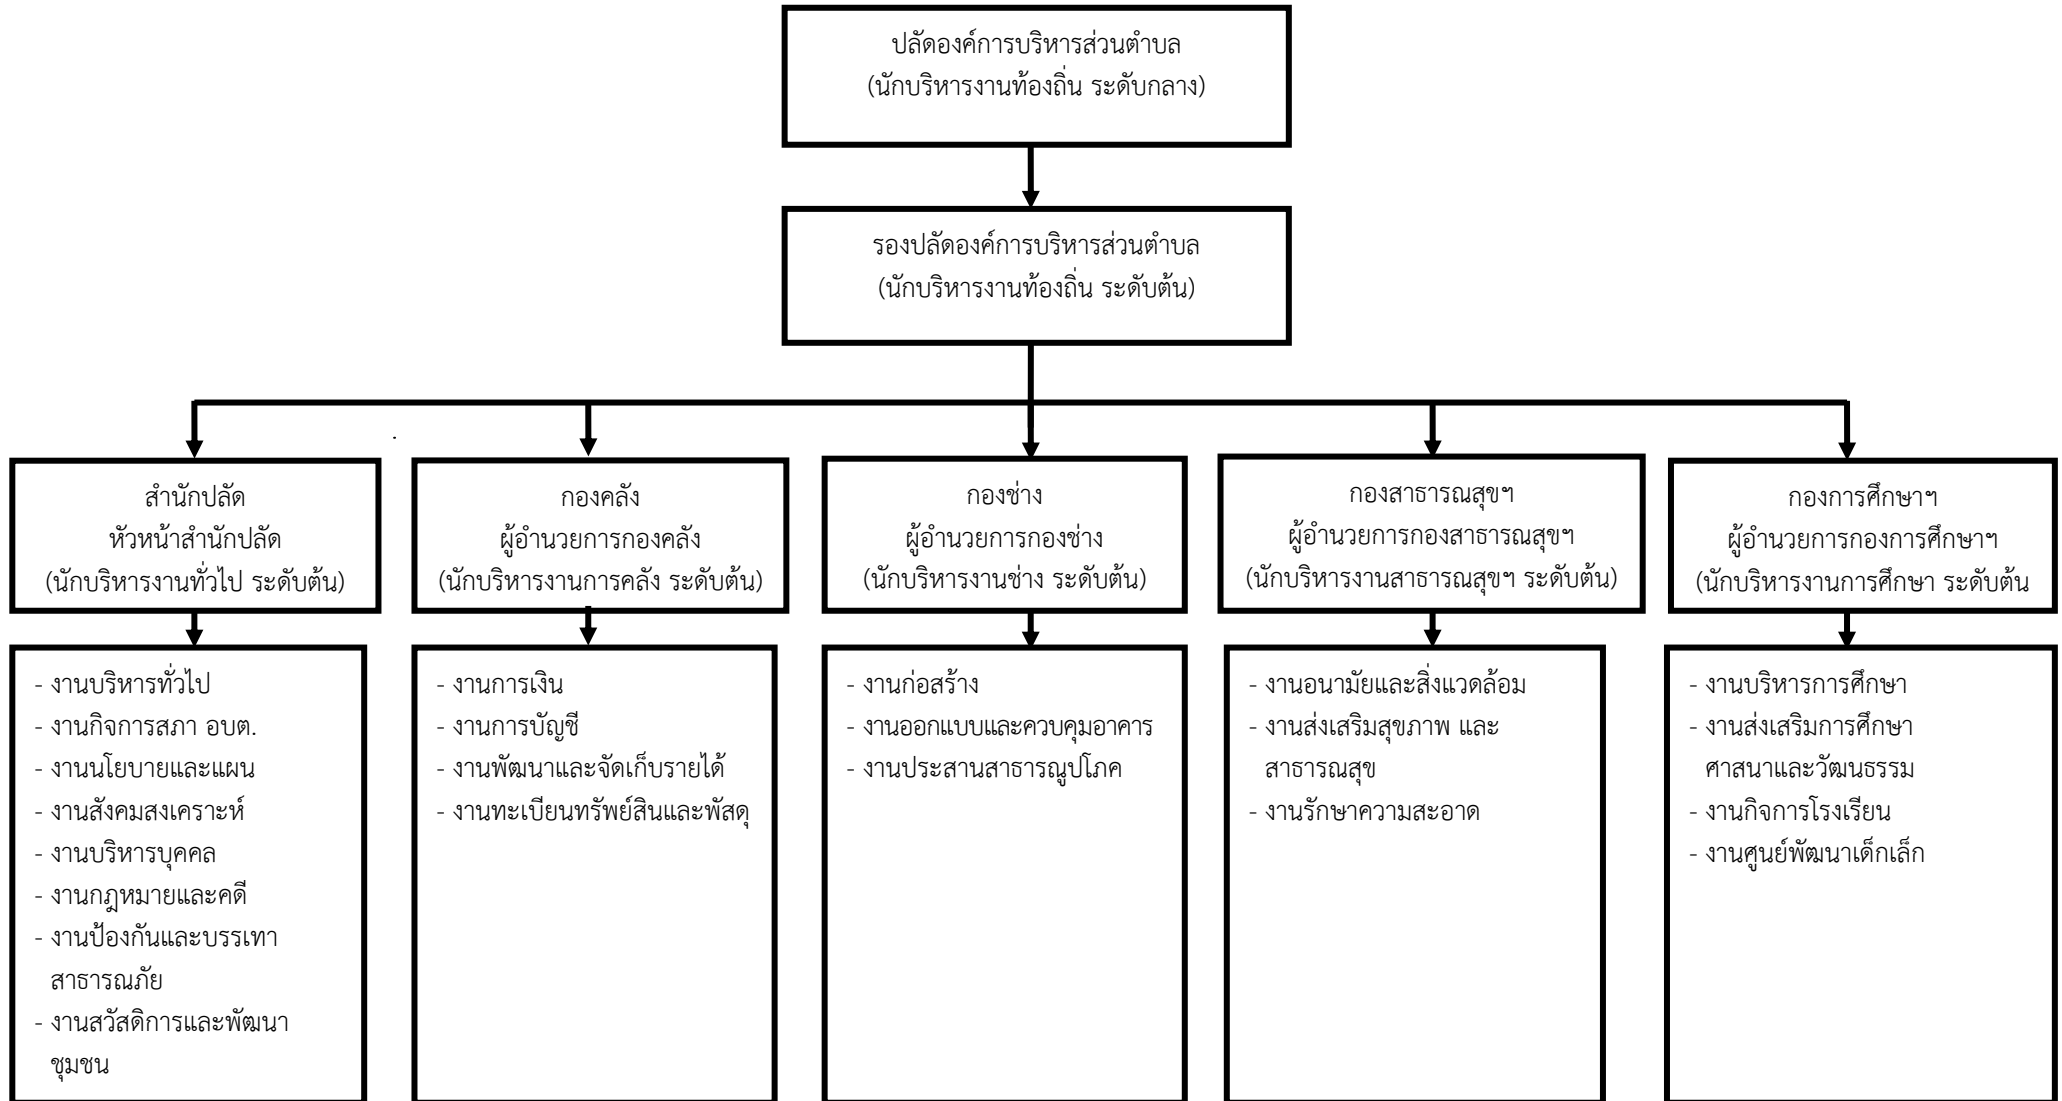 ปลัดองค์การบริหารส่วนตำบล
(นักบริหารงานท้องถิ่น ระดับกลาง)
รองปลัดองค์การบริหารส่วนตำบล
(นักบริหารงานท้องถิ่น ระดับต้น)
สำนักปลัด
หัวหน้าสำนักปลัด
(นักบริหารงานทั่วไป ระดับต้น)
กองคลัง
ผู้อำนวยการกองคลัง
(นักบริหารงานการคลัง ระดับต้น)
กองช่าง
ผู้อำนวยการกองช่าง
(นักบริหารงานช่าง ระดับต้น)
กองสาธารณสุขฯ
ผู้อำนวยการกองสาธารณสุขฯ
(นักบริหารงานสาธารณสุขฯ ระดับต้น)
กองการศึกษาฯ
ผู้อำนวยการกองการศึกษาฯ
(นักบริหารงานการศึกษา ระดับต้น
- งานบริหารทั่วไป
- งานกิจการสภา อบต.
- งานนโยบายและแผน
- งานสังคมสงเคราะห์
- งานบริหารบุคคล
- งานกฎหมายและคดี
- งานป้องกันและบรรเทา
สาธารณภัย
- งานสวัสดิการและพัฒนา
ชุมชน
- งานการเงิน
- งานการบัญชี
- งานพัฒนาและจัดเก็บรายได้
- งานทะเบียนทรัพย์สินและพัสดุ
- งานก่อสร้าง
- งานออกแบบและควบคุมอาคาร
- งานประสานสาธารณูปโภค
- งานอนามัยและสิ่งแวดล้อม
- งานส่งเสริมสุขภาพ และ
สาธารณสุข
- งานรักษาความสะอาด
- งานบริหารการศึกษา
- งานส่งเสริมการศึกษา
ศาสนาและวัฒนธรรม
- งานกิจการโรงเรียน
- งานศูนย์พัฒนาเด็กเล็ก